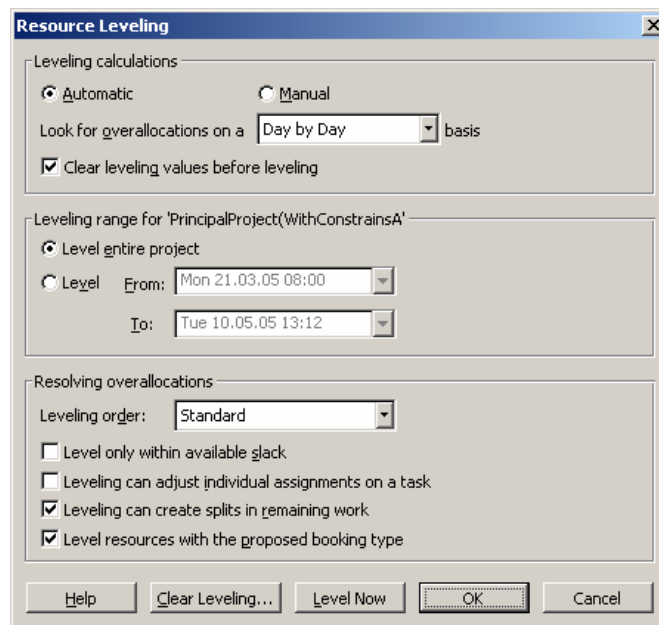 Resource Leveling
Leveling calculations
Automatic Manual
Look for overallocations on a Day by Day basis
Clear leveling values before leveling
Leveling range for 'PrincipalProject(WithConstrainsA'
Level entire project
Level From: Mon 21.03.05 08:00
To: Tue 10.05.05 13:12
Resolving overallocations
Leveling order: Standard
Level only within available slack
Leveling can adjust individual assignments on a task
Leveling can create splits in remaining work
Level resources with the proposed booking type
Help Clear Leveling... Level Now OK Cancel